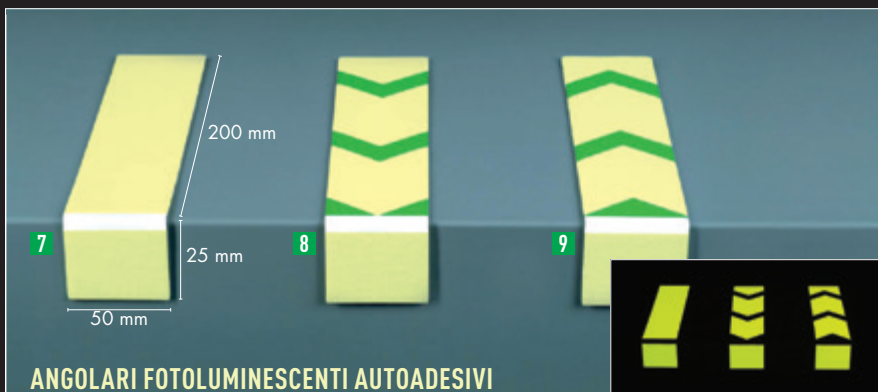 200 mm
7
8
9
25 mm
50 mm
ANGOLARI FOTOLUMINESCENTI AUTOADESIVI